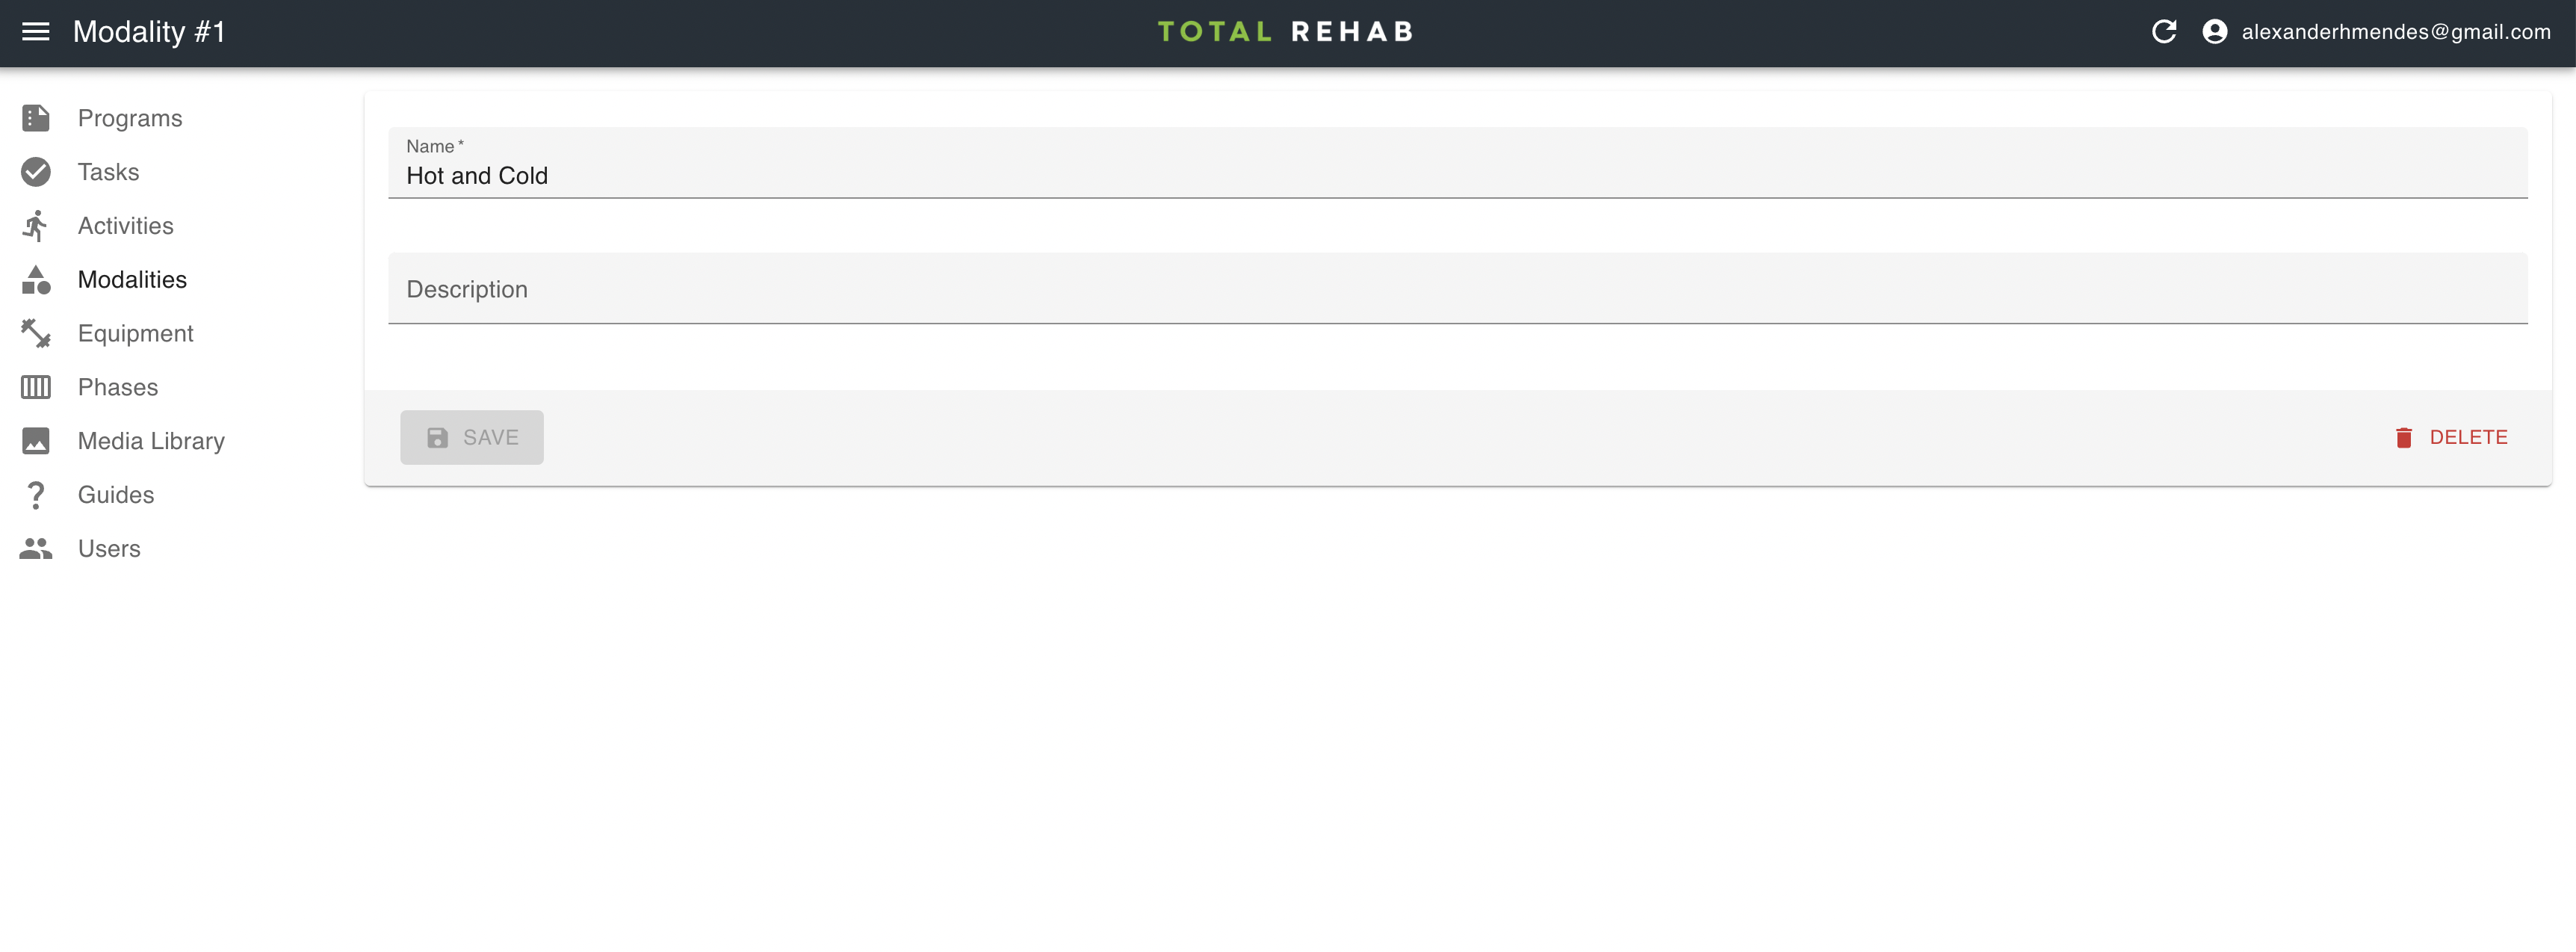 Modality #1
TOTAL REHAB
alexanderhmendes@gmail.com
Programs
Tasks
Activities
Modalities
Equipment
Phases
Media Library
Guides
Users
Name *
Hot and Cold
Description
SAVE
DELETE